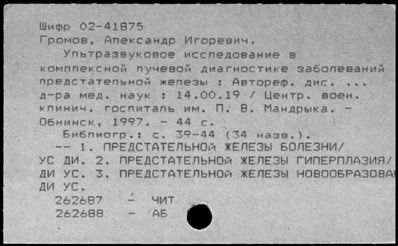 Шифр 02-41875
Громов, Александр Игоревич.
Ультразвуковое исследование в
комплексной лучевой диагностике заболеваний
предстательной железы : Автореф. дис. ...
д-ра мед. наук : 14.00.19 / Центр. воен.
клинич. госпиталь им. П. В. Мандрыка. -
Обнинск, 1997. - 44 с.
Библиогр.: с. 39-44 (34 назв.).
-- 1. ПРЕДСТАТЕЛЬНОЙ ЖЕЛЕЗЫ БОЛЕЗНИ/
УС ДИ. 2. ПРЕДСТАТЕЛЬНОЙ ЖЕЛЕЗЫ ГИПЕРПЛАЗИЯ/
ДИ УС. 3. ПРЕДСТАТЕЛЬНОЙ ЖЕЛЕЗЫ НОВООБРАЗОВА
ДИ УС.
262687 - ЧИТ
262688 - АБ